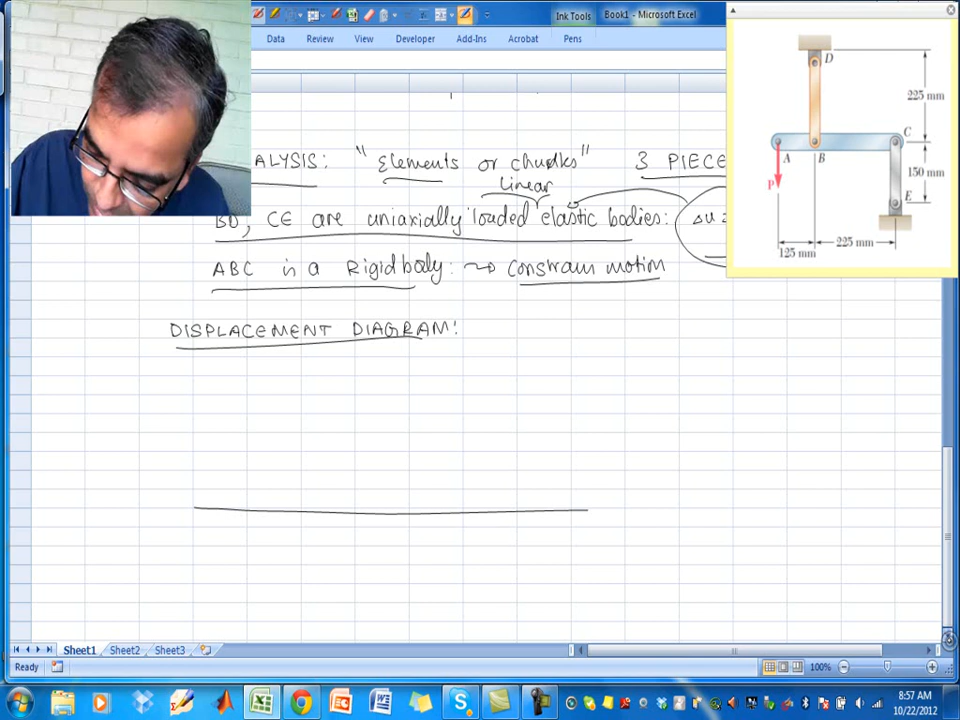 Ink Tools
Book1 - Microsoft Excel
Data Review View Developer Add-Ins Acrobat Pens
ALYSIS: "Elements or chunks" 3 PIECE
Linear
BD, CE are uniaxially loaded elastic bodies: Δu =
ABC is a Rigid body: Constrain motion
DISPLACEMENT DIAGRAM:
D
225 mm
C
A B
150 mm
P
E
225 mm
125 mm
Sheet1 Sheet2 Sheet3
Ready
100%
8:57 AM
10/22/2012